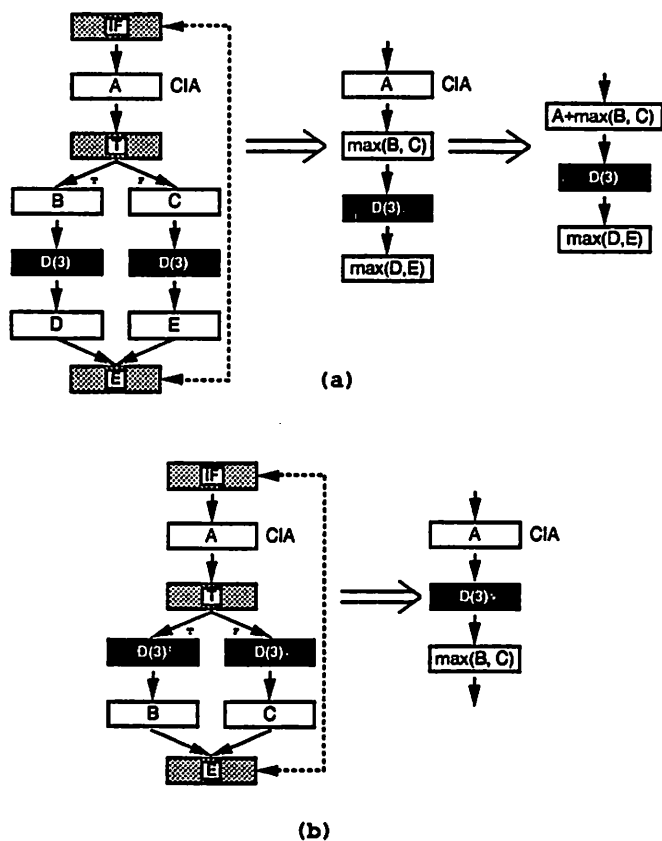 IF
A CIA
T
T F
B C
D(3) D(3)
D E
E
A CIA
max(B, C)
D(3)
max(D,E)
A+max(B, C)
D(3)
max(D,E)
(a)
IF
A CIA
T
T F
D(3) D(3)
B C
E
A CIA
D(3)
max(B, C)
(b)